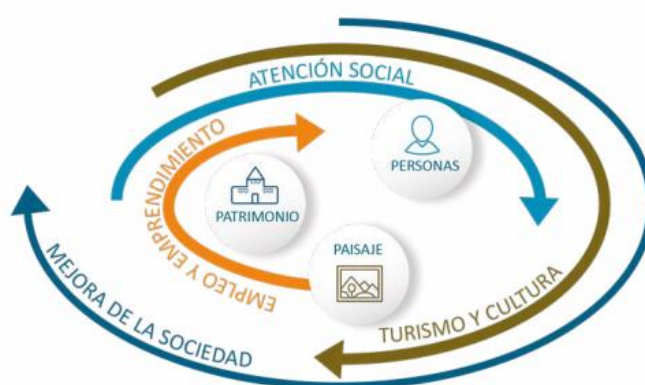 ATENCIÓN SOCIAL
EMPLEO Y EMPRENDIMIENTO
PERSONAS
PATRIMONIO
PAISAJE
MEJORA DE LA SOCIEDAD
TURISMO Y CULTURA